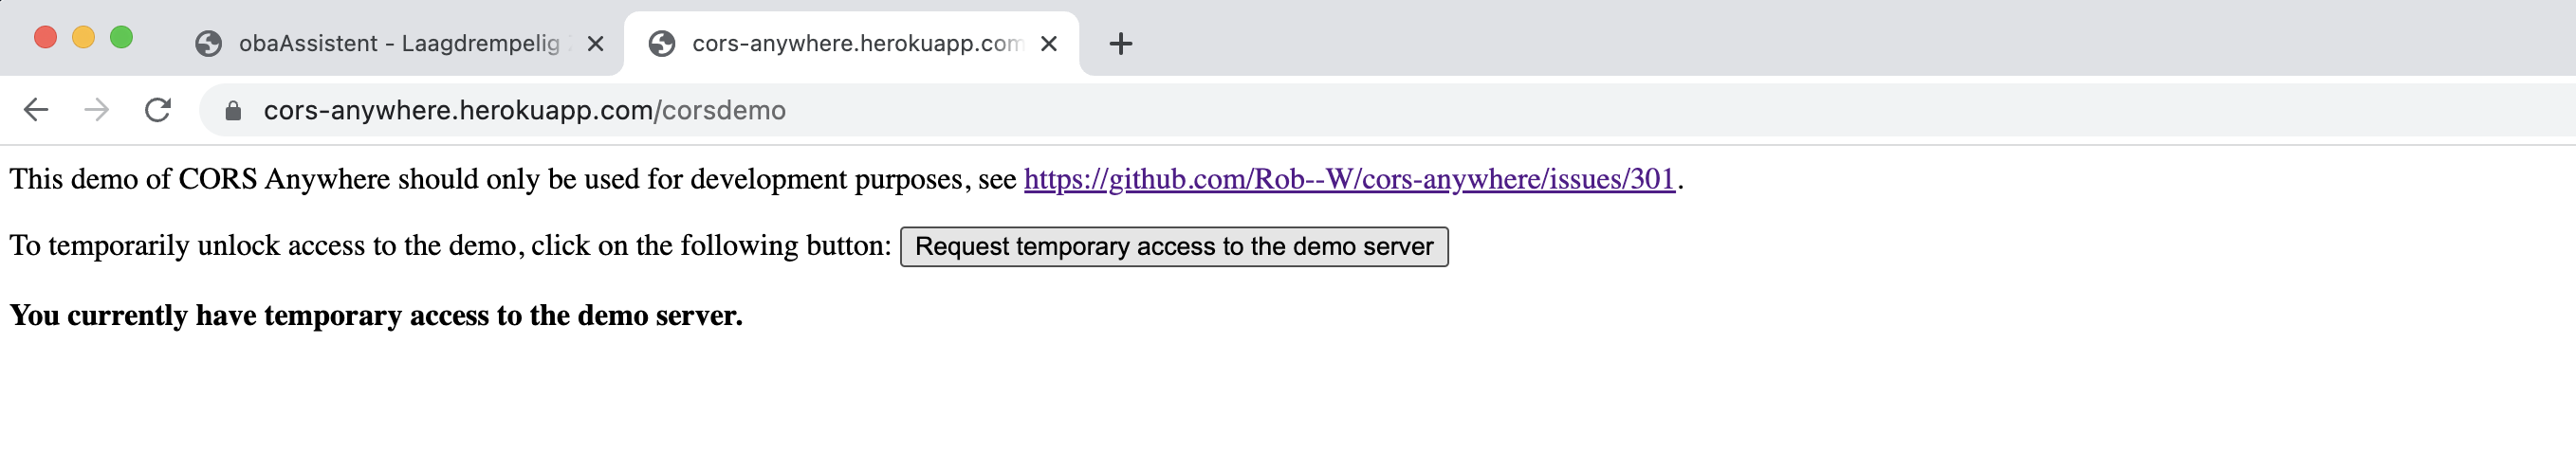 obaAssistent - Laagdrempelig
cors-anywhere.herokuapp.com
cors-anywhere.herokuapp.com/corsdemo
This demo of CORS Anywhere should only be used for development purposes, see https://github.com/Rob--W/cors-anywhere/issues/301.
To temporarily unlock access to the demo, click on the following button: Request temporary access to the demo server
You currently have temporary access to the demo server.